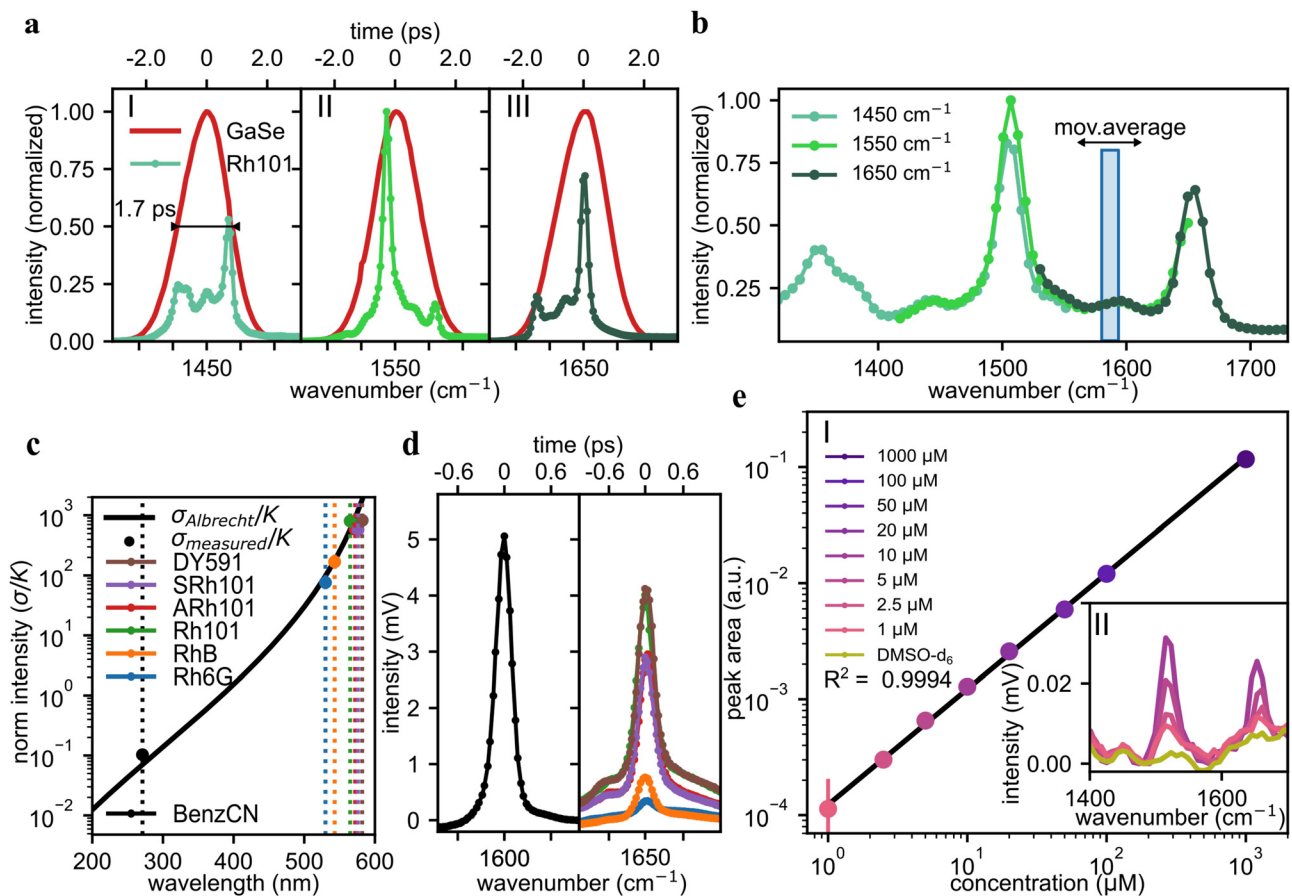 a
time (ps)
-2.0 0 2.0 -2.0 0 2.0 -2.0 0 2.0
I II III
GaSe
Rh101
1.7 ps
1.00
0.75
0.50
0.25
0.00
intensity (normalized)
1450 1550 1650
wavenumber (cm⁻¹)
b
1450 cm⁻¹
1550 cm⁻¹
1650 cm⁻¹
mov.average
1.00
0.75
0.50
0.25
intensity (normalized)
1400 1500 1600 1700
wavenumber (cm⁻¹)
c
σAlbrecht/K
σmeasured/K
DY591
SRh101
ARh101
Rh101
RhB
Rh6G
BenzCN
10³
10²
10¹
10⁰
10⁻¹
10⁻²
norm intensity (σ/K)
200 300 400 500 600
wavelength (nm)
d
time (ps)
-0.6 0 0.6 -0.6 0 0.6
5
4
3
2
1
0
intensity (mV)
1600 1650
wavenumber (cm⁻¹)
e
I
1000 µM
100 µM
50 µM
20 µM
10 µM
5 µM
2.5 µM
1 µM
DMSO-d₆
R² = 0.9994
10⁻¹
10⁻²
10⁻³
10⁻⁴
peak area (a.u.)
10⁰ 10¹ 10² 10³
concentration (µM)
II
0.02
0.00
intensity (mV)
1400 1600
wavenumber (cm⁻¹)